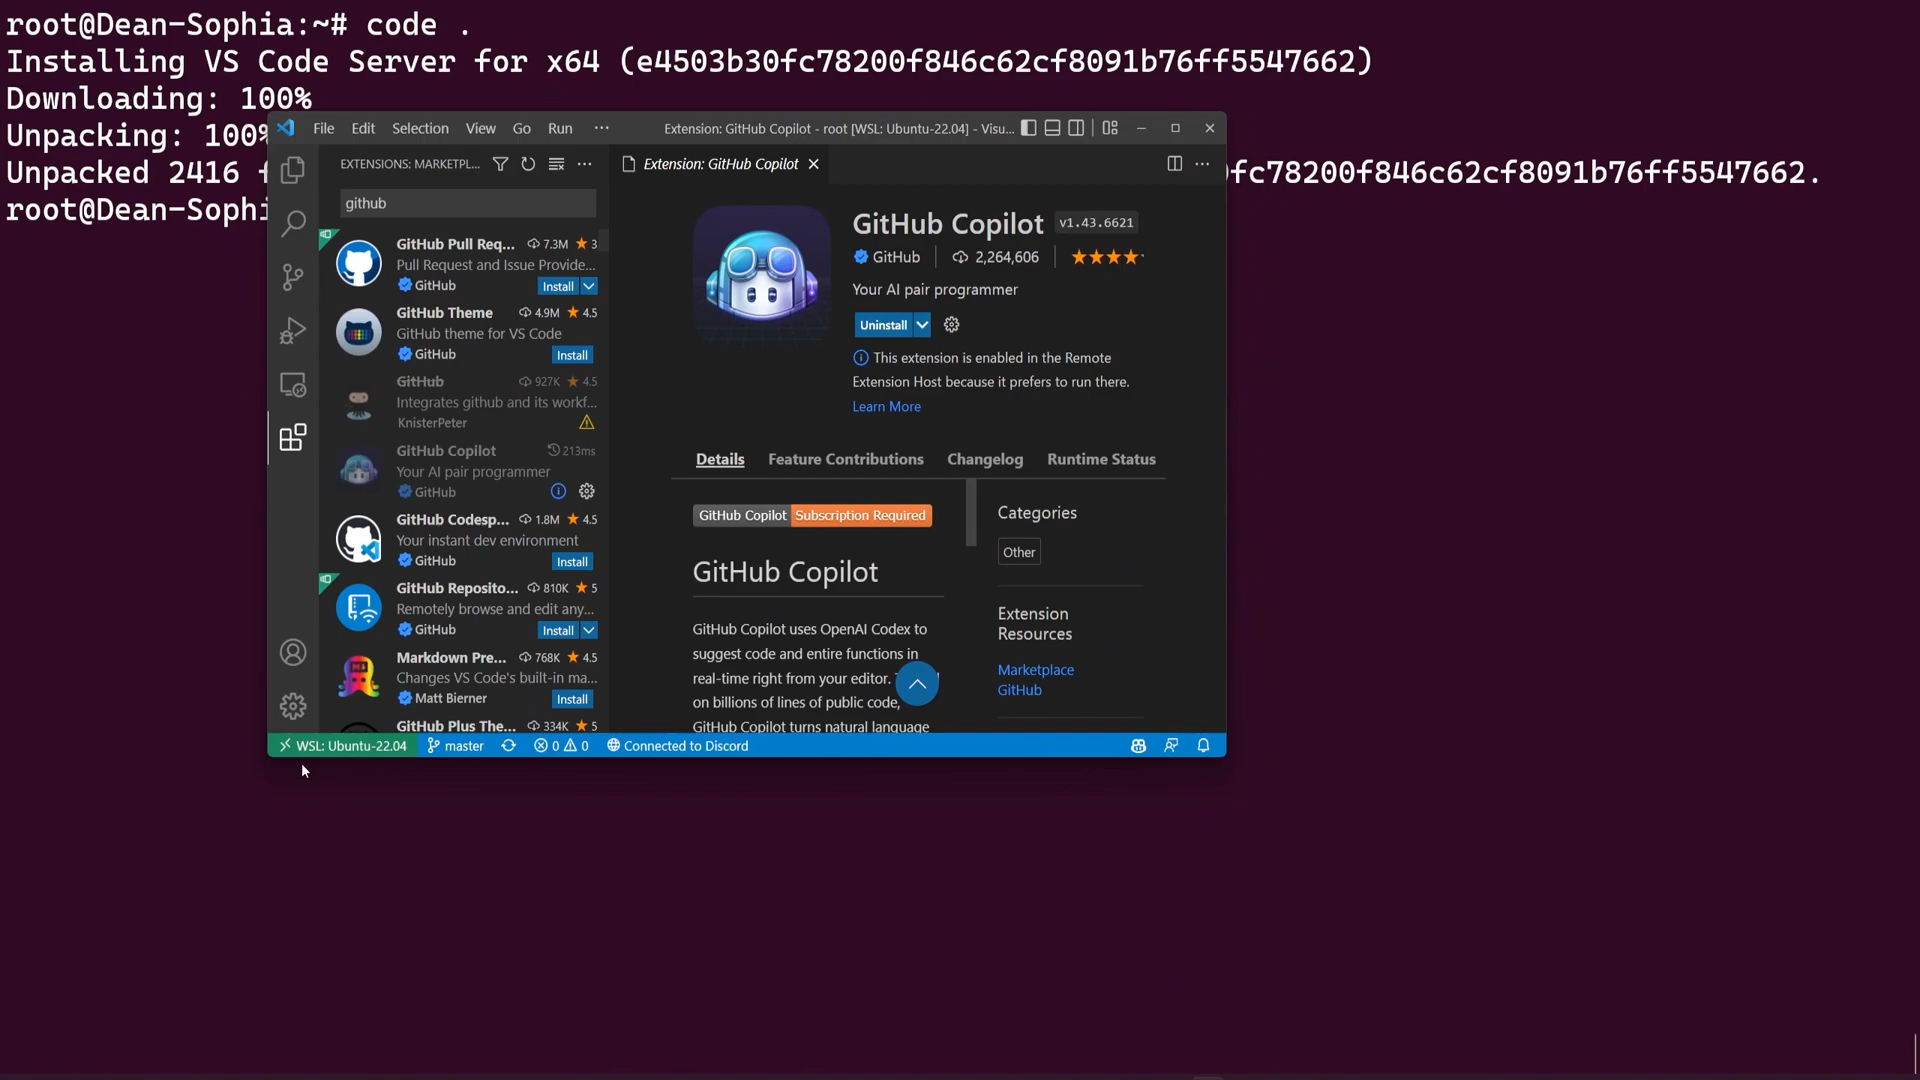 root@Dean-Sophia:~# code .
Installing VS Code Server for x64 (e4503b30fc78200f846c62cf8091b76ff5547662)
Downloading: 100%
Unpacking: 100%
Unpacked 2416 fc78200f846c62cf8091b76ff5547662.
root@Dean-Sophi
File Edit Selection View Go Run ··· Extension: GitHub Copilot - root [WSL: Ubuntu-22.04] - Visu...
EXTENSIONS: MARKETPL...
github
GitHub Pull Req... 7.3M 3
Pull Request and Issue Provide...
GitHub Install
GitHub Theme 4.9M 4.5
GitHub theme for VS Code
GitHub Install
GitHub 927K 4.5
Integrates github and its workf...
KnisterPeter
GitHub Copilot 213ms
Your AI pair programmer
GitHub
GitHub Codesp... 1.8M 4.5
Your instant dev environment
GitHub Install
GitHub Reposito... 810K 5
Remotely browse and edit any...
GitHub Install
Markdown Pre... 768K 4.5
Changes VS Code's built-in ma...
Matt Bierner Install
GitHub Plus The... 334K 5
Extension: GitHub Copilot
GitHub Copilot v1.43.6621
GitHub 2,264,606
Your AI pair programmer
Uninstall
This extension is enabled in the Remote
Extension Host because it prefers to run there.
Learn More
Details Feature Contributions Changelog Runtime Status
GitHub Copilot Subscription Required
GitHub Copilot
GitHub Copilot uses OpenAI Codex to
suggest code and entire functions in
real-time right from your editor.
on billions of lines of public code,
GitHub Copilot turns natural language
Categories
Other
Extension
Resources
Marketplace
GitHub
WSL: Ubuntu-22.04 master 0 0 Connected to Discord